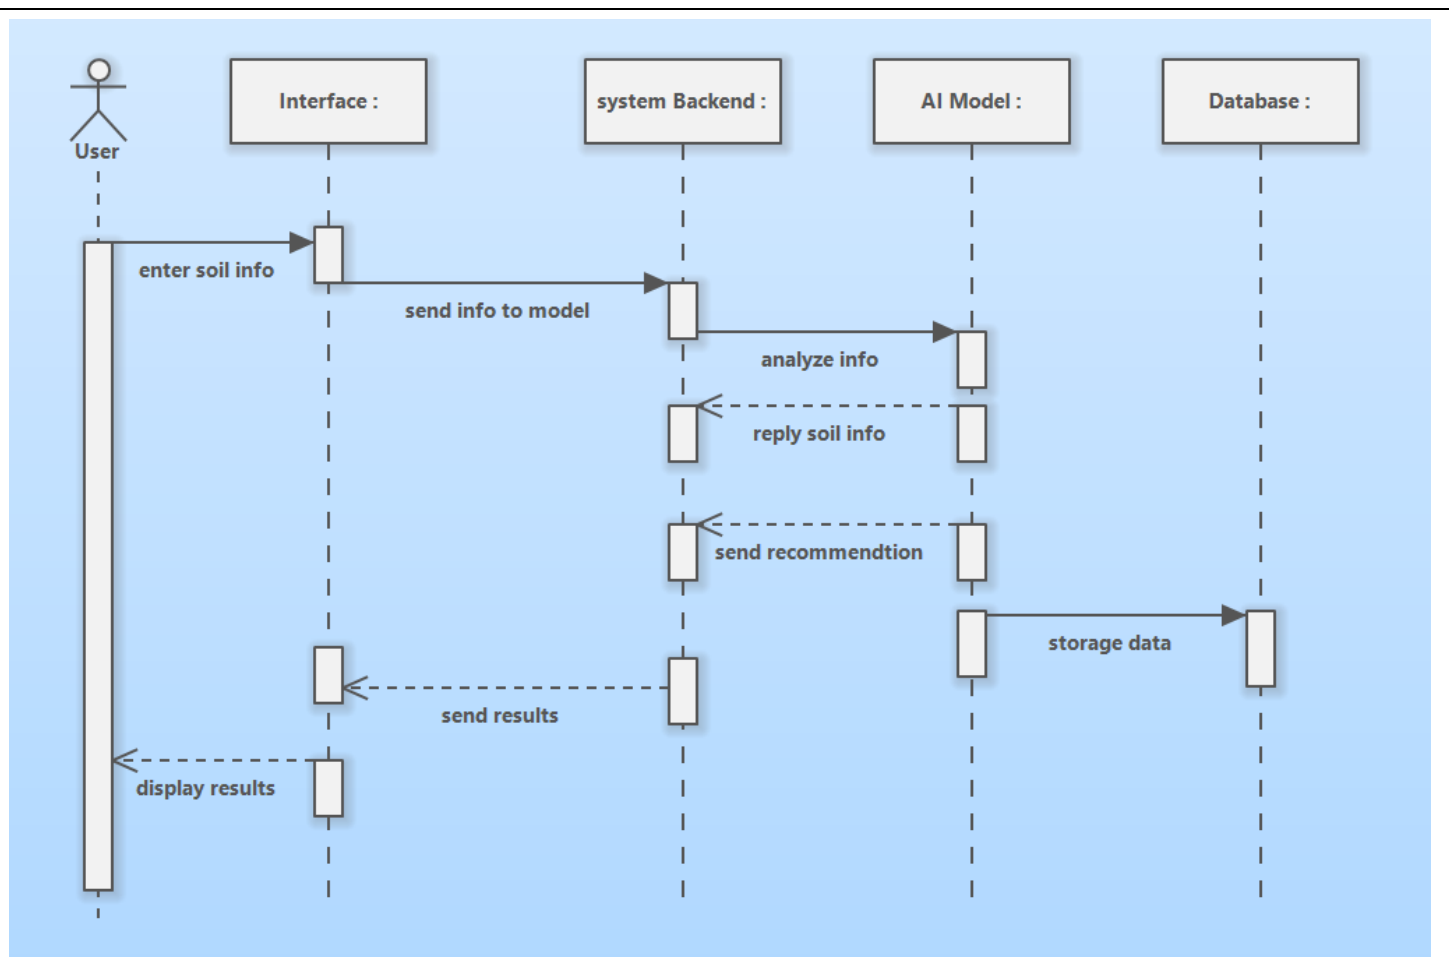 User
Interface :
system Backend :
AI Model :
Database :
enter soil info
send info to model
analyze info
reply soil info
send recommendtion
storage data
send results
display results